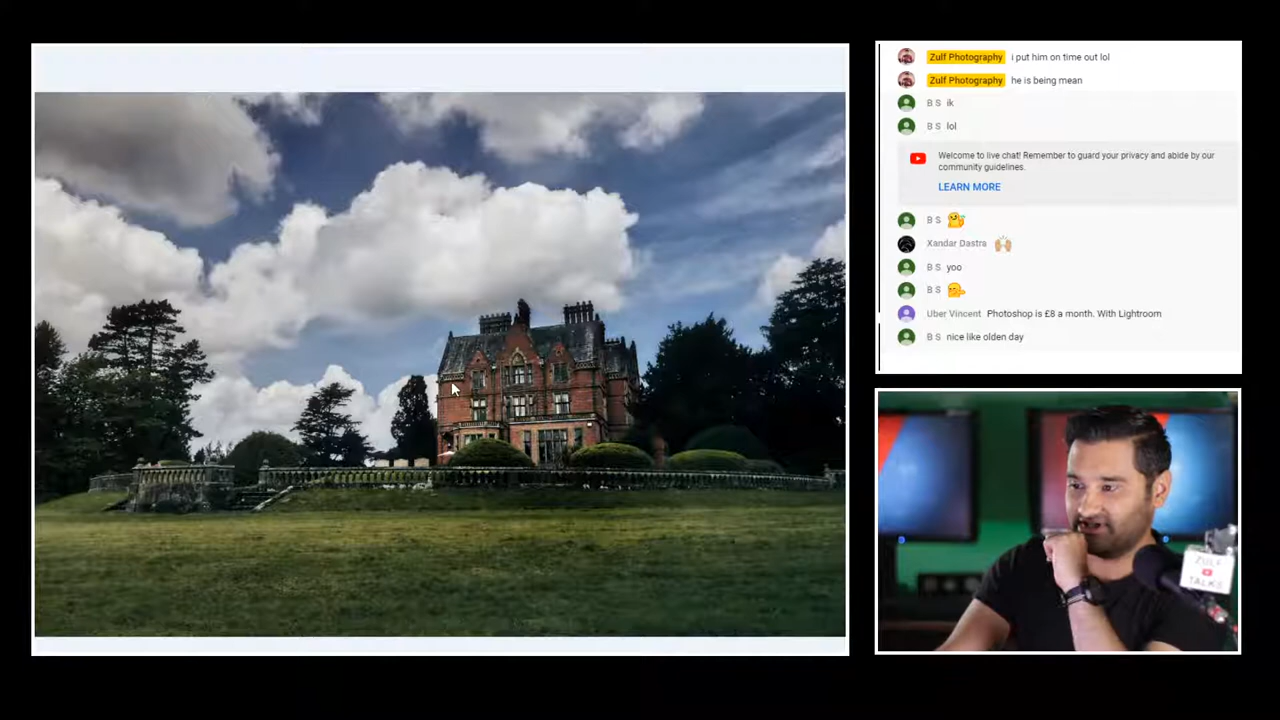 Zulf Photography i put him on time out lol
Zulf Photography he is being mean
B S ik
B S lol
Welcome to live chat! Remember to guard your privacy and abide by our
community guidelines.
LEARN MORE
B S
Xandar Dastra
B S yoo
B S
Uber Vincent Photoshop is £8 a month. With Lightroom
B S nice like olden day
ZULF
TALKS